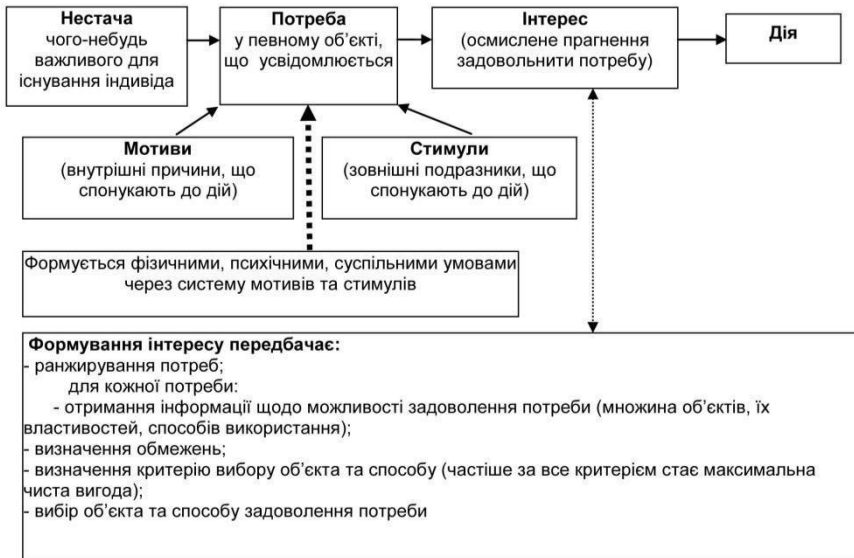 Нестача
чого-небудь
важливого для
існування індивіда
Потреба
у певному об’єкті,
що усвідомлюється
Інтерес
(осмислене прагнення
задовольнити потребу)
Дія
Мотиви
(внутрішні причини, що
спонукають до дій)
Стимули
(зовнішні подразники, що
спонукають до дій)
Формується фізичними, психічними, суспільними умовами
через систему мотивів та стимулів
Формування інтересу передбачає:
- ранжирування потреб;
для кожної потреби:
- отримання інформації щодо можливості задоволення потреби (множина об’єктів, їх
властивостей, способів використання);
- визначення обмежень;
- визначення критерію вибору об’єкта та способу (частіше за все критерієм стає максимальна
чиста вигода);
- вибір об’єкта та способу задоволення потреби